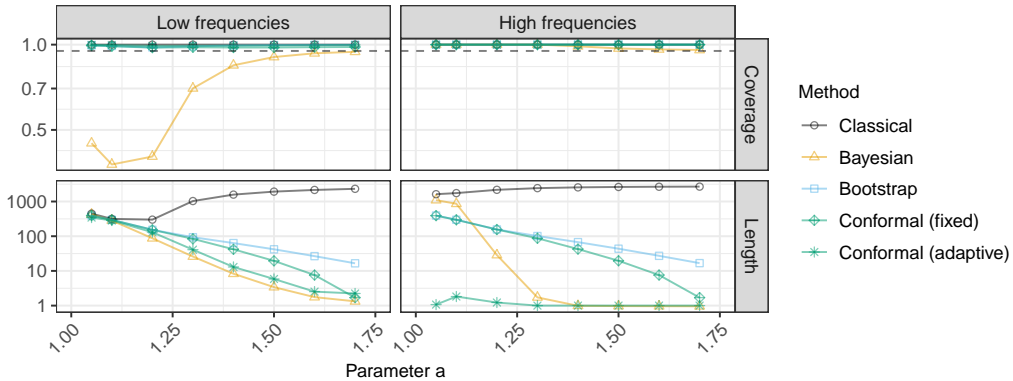 Low frequencies
High frequencies
1.0
0.7
0.5
Coverage
1000
100
10
1
Length
1.00
1.25
1.50
1.75
1.00
1.25
1.50
1.75
Parameter a
Method
Classical
Bayesian
Bootstrap
Conformal (fixed)
Conformal (adaptive)